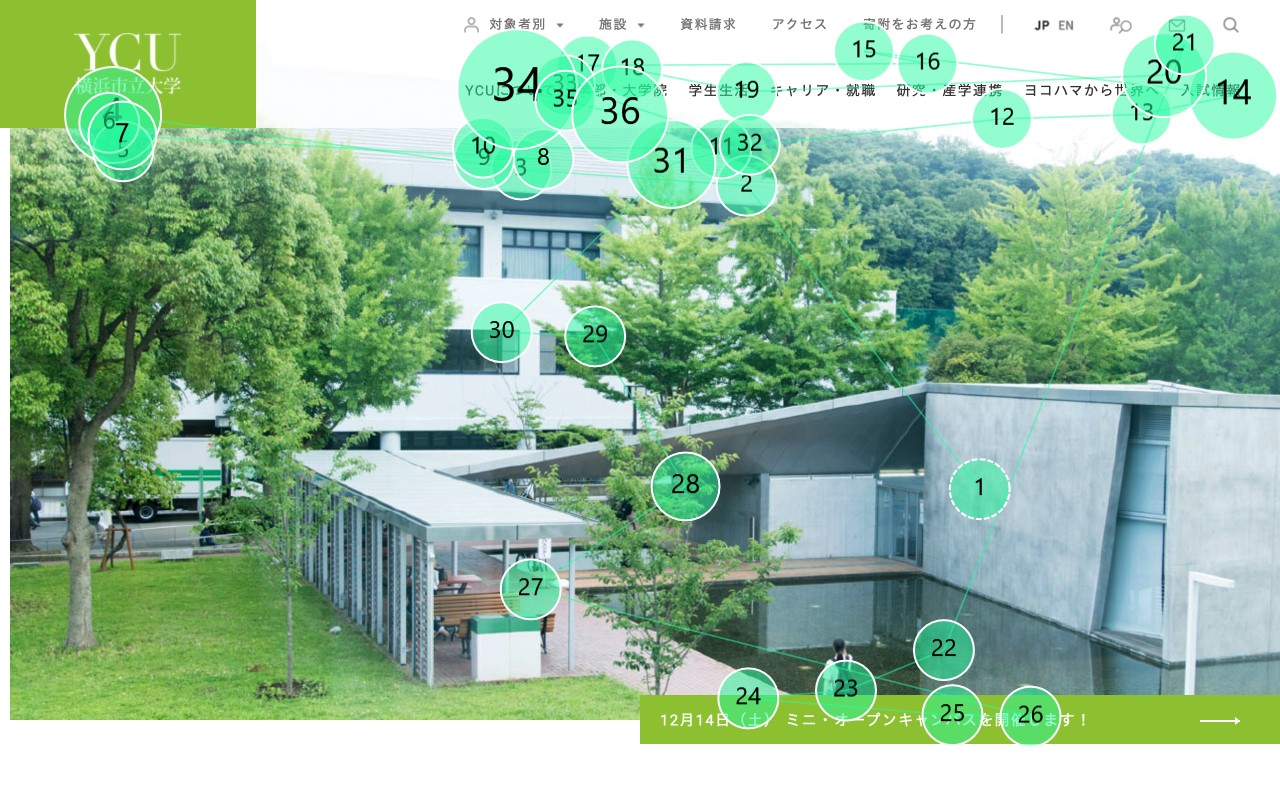 YCU
横浜市立大学
対象者別 施設 資料請求 アクセス 寄附をお考えの方 JP EN
学生生活 キャリア・就職 研究・産学連携 ヨコハマから世界へ 入試情報
17 18 15 16 21
34 33 35 36 19 20 14
4 6 7 5 12 13
10 9 3 8 31 11 32 2
30 29
28 1
27
22
23
24 25 26
12月14日（土） ミニ・オープンキャンパスを開催します！